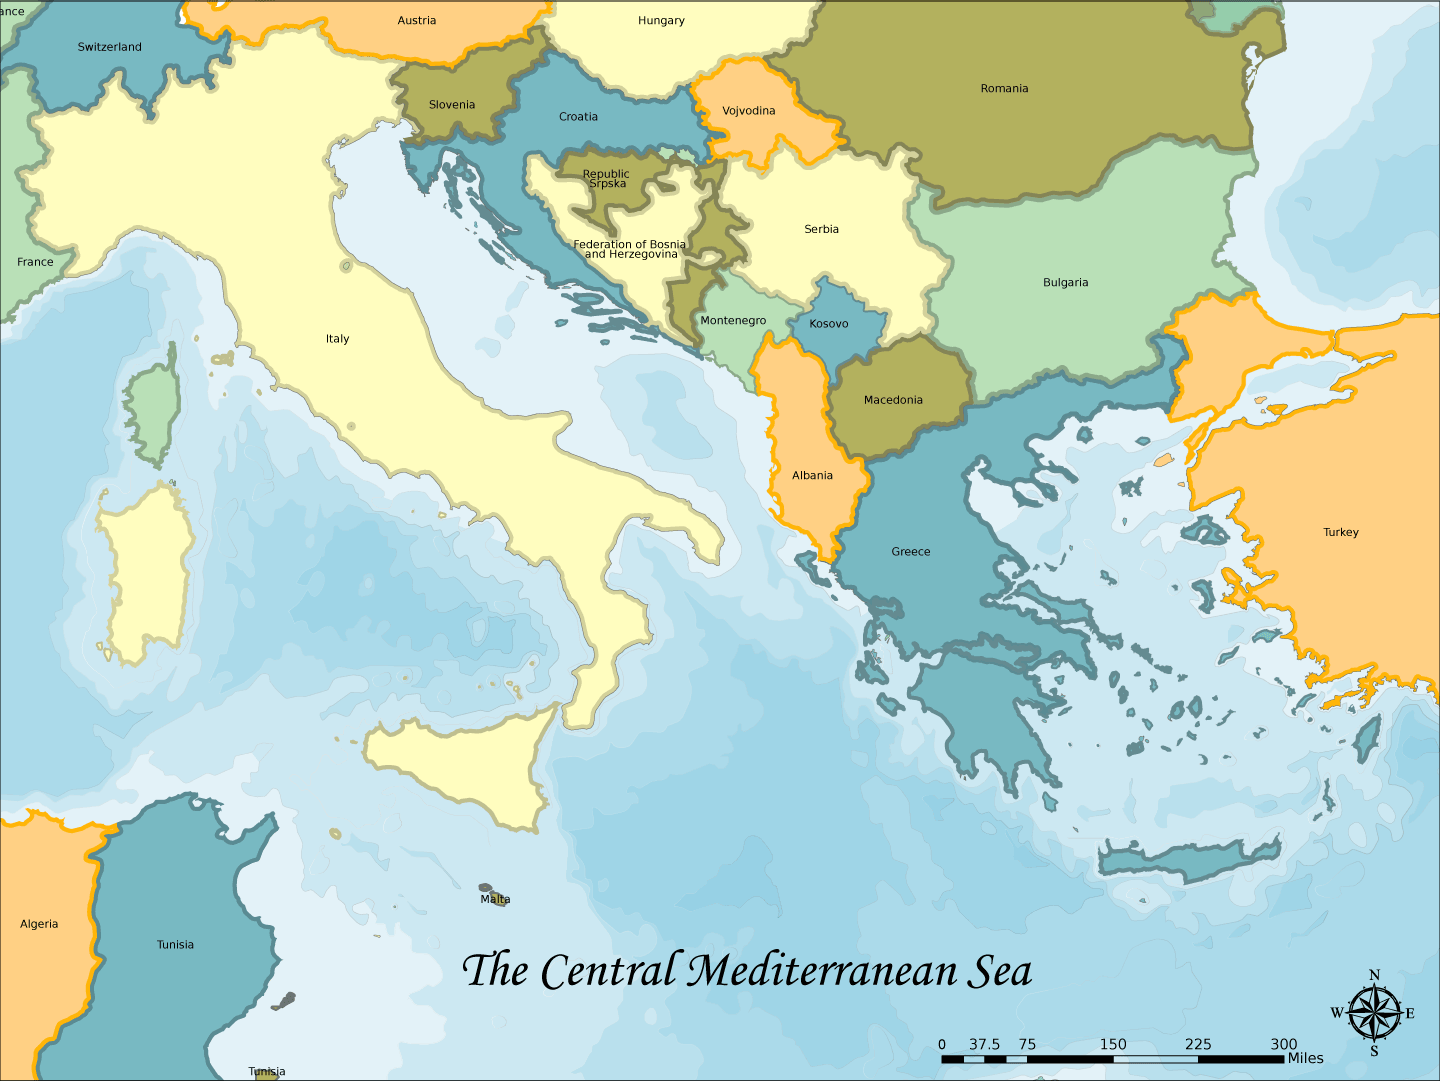 ance
Austria
Hungary
Switzerland
Romania
Slovenia
Vojvodina
Croatia
Republic
Srpska
Serbia
Federation of Bosnia
and Herzegovina
France
Bulgaria
Montenegro
Kosovo
Italy
Macedonia
Albania
Turkey
Greece
Malta
Algeria
Tunisia
The Central Mediterranean Sea
N
W
E
S
0 37.5 75 150 225 300
Miles
Tunisia